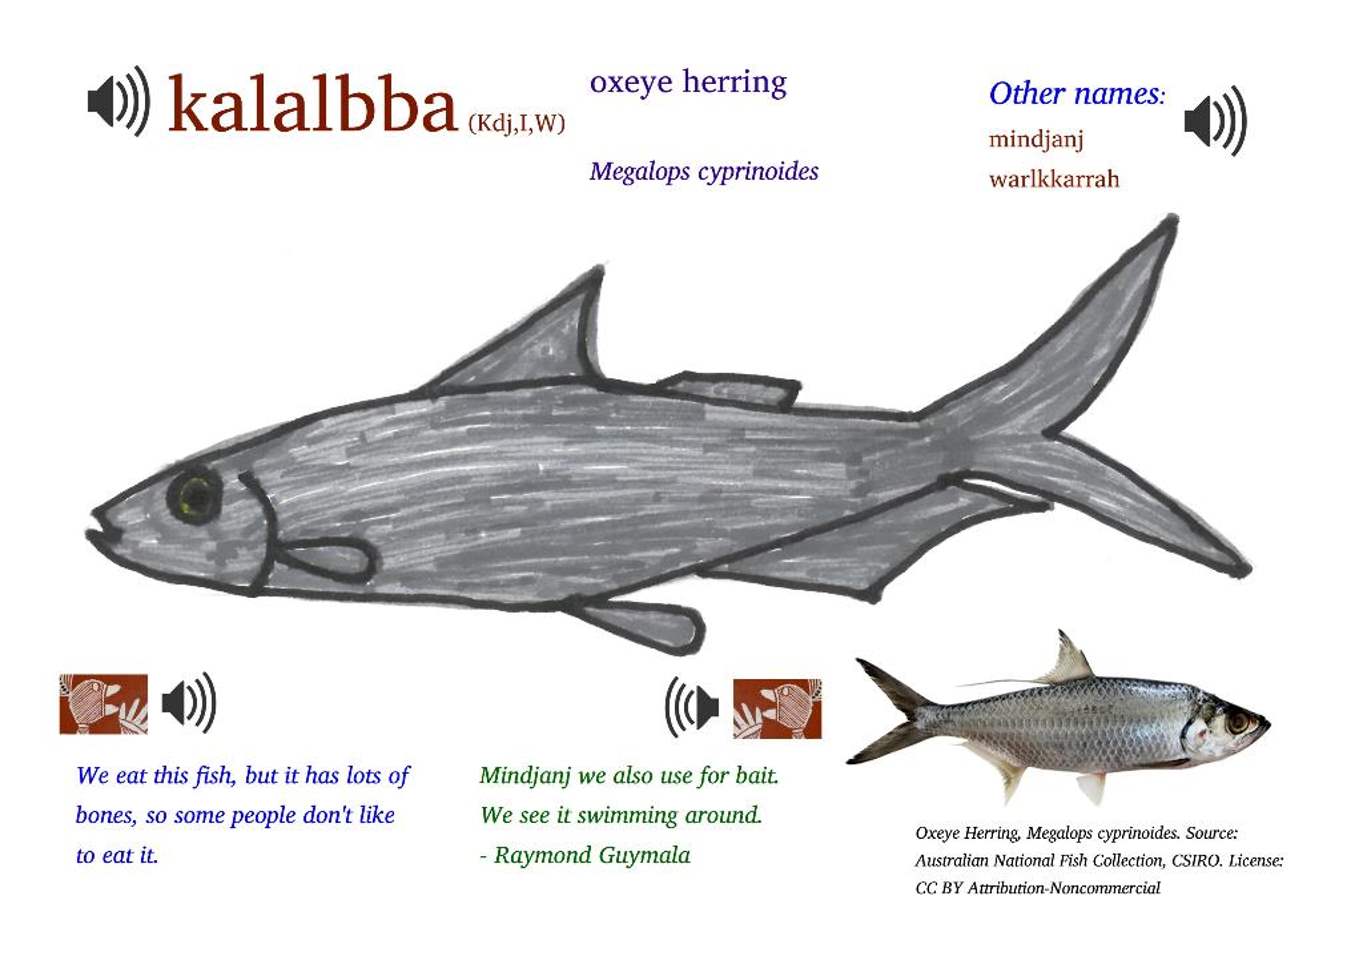 kalalbba (Kdj,I,W)
oxeye herring
Megalops cyprinoides
Other names:
mindjanj
warlkkarrah
We eat this fish, but it has lots of
bones, so some people don't like
to eat it.
Mindjanj we also use for bait.
We see it swimming around.
- Raymond Guymala
Oxeye Herring, Megalops cyprinoides. Source:
Australian National Fish Collection, CSIRO. License:
CC BY Attribution-Noncommercial